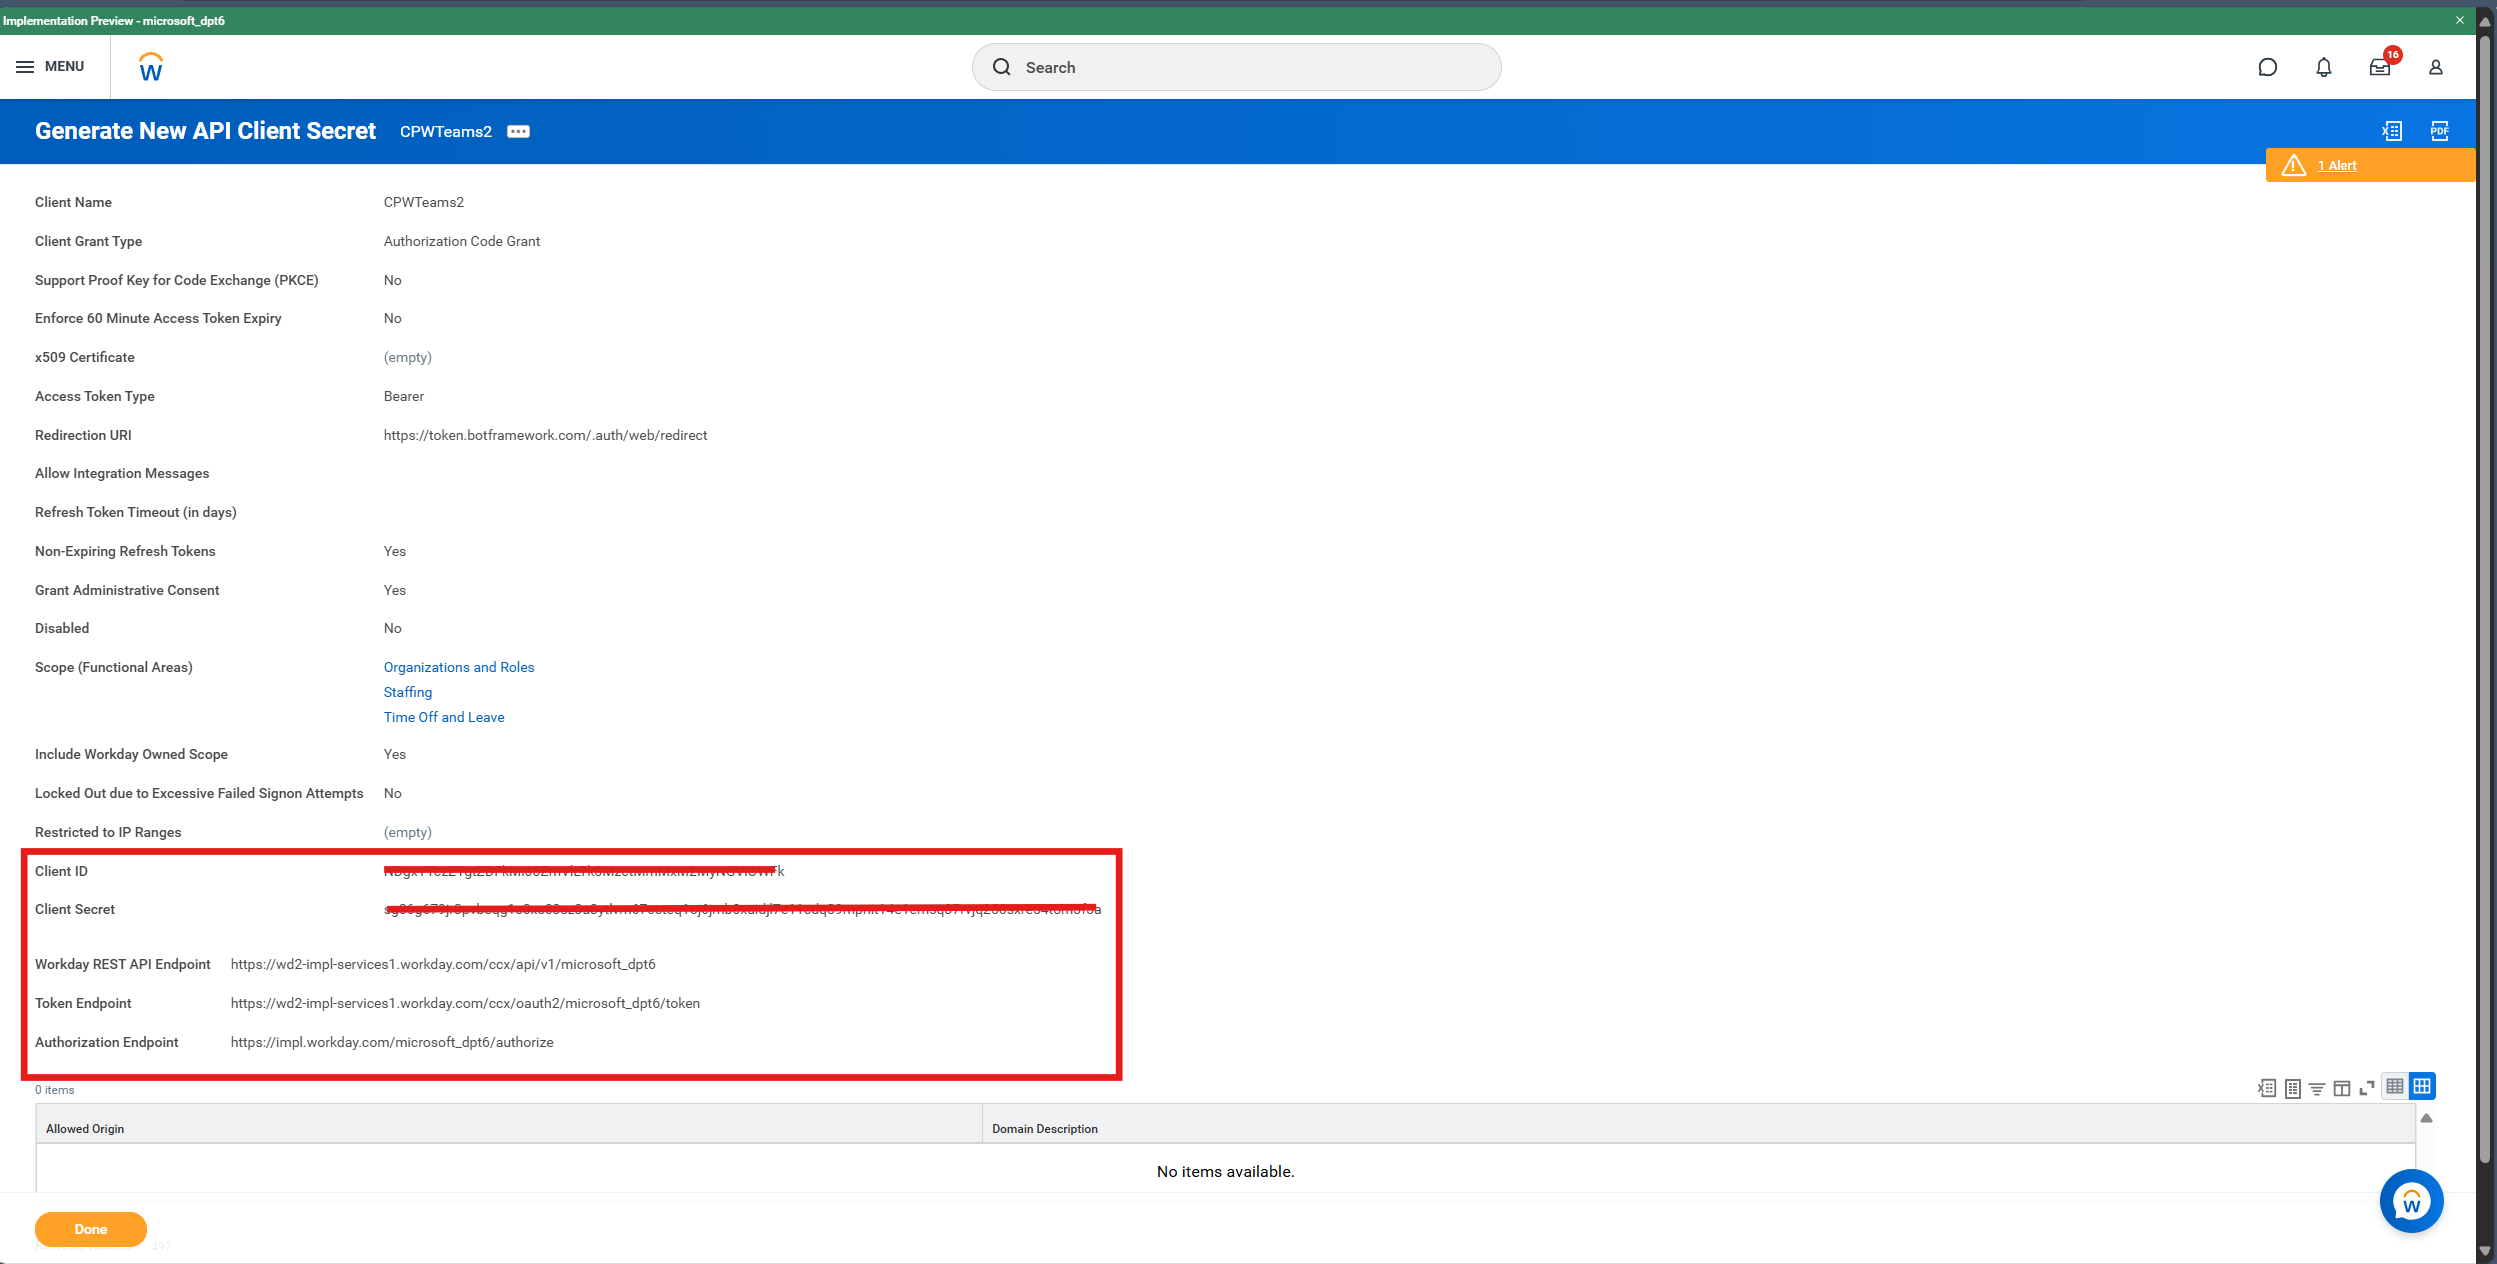 Implementation Preview - microsoft_dpt6
MENU
Search
16
Generate New API Client Secret CPWTeams2
PDF
1 Alert
Client Name CPWTeams2
Client Grant Type Authorization Code Grant
Support Proof Key for Code Exchange (PKCE) No
Enforce 60 Minute Access Token Expiry No
x509 Certificate (empty)
Access Token Type Bearer
Redirection URI https://token.botframework.com/.auth/web/redirect
Allow Integration Messages
Refresh Token Timeout (in days)
Non-Expiring Refresh Tokens Yes
Grant Administrative Consent Yes
Disabled No
Scope (Functional Areas) Organizations and Roles
Staffing
Time Off and Leave
Include Workday Owned Scope Yes
Locked Out due to Excessive Failed Signon Attempts No
Restricted to IP Ranges (empty)
Client ID
Client Secret
Workday REST API Endpoint https://wd2-impl-services1.workday.com/ccx/api/v1/microsoft_dpt6
Token Endpoint https://wd2-impl-services1.workday.com/ccx/oauth2/microsoft_dpt6/token
Authorization Endpoint https://impl.workday.com/microsoft_dpt6/authorize
0 items
Allowed Origin Domain Description
No items available.
Done
497